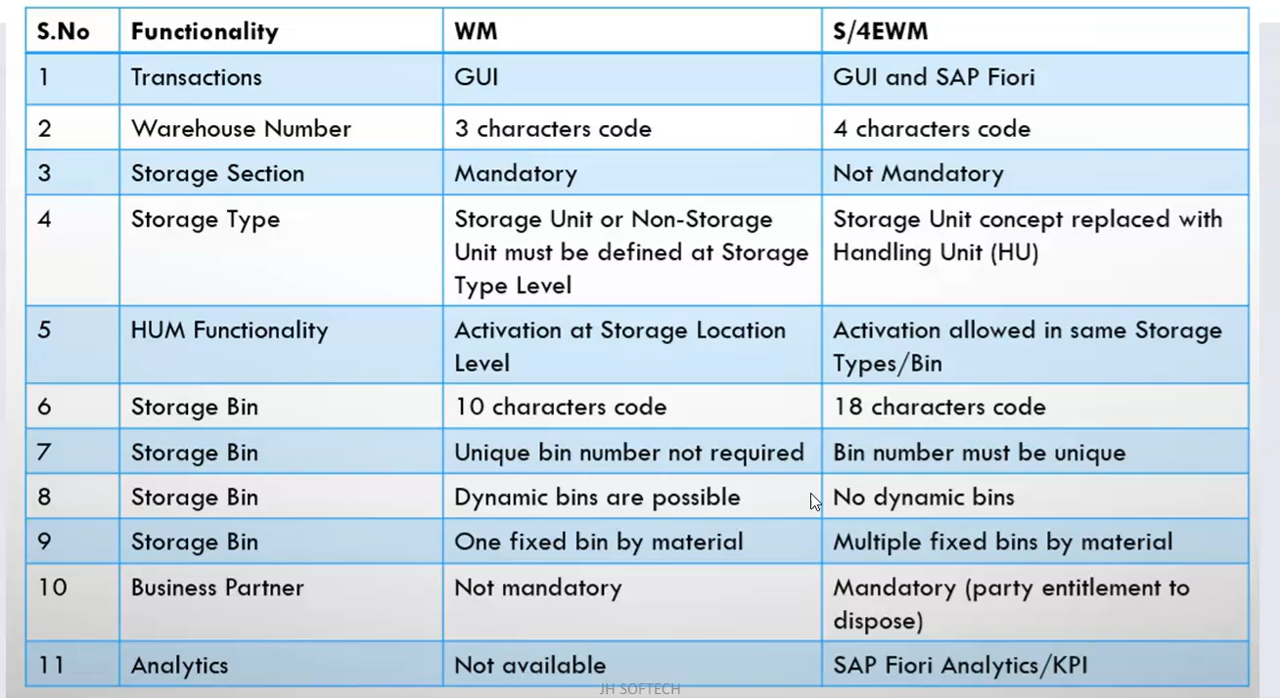 S.No Functionality WM S/4EWM
1 Transactions GUI GUI and SAP Fiori
2 Warehouse Number 3 characters code 4 characters code
3 Storage Section Mandatory Not Mandatory
4 Storage Type Storage Unit or Non-Storage Storage Unit concept replaced with
Unit must be defined at Storage Handling Unit (HU)
Type Level
5 HUM Functionality Activation at Storage Location Activation allowed in same Storage
Level Types/Bin
6 Storage Bin 10 characters code 18 characters code
7 Storage Bin Unique bin number not required Bin number must be unique
8 Storage Bin Dynamic bins are possible No dynamic bins
9 Storage Bin One fixed bin by material Multiple fixed bins by material
10 Business Partner Not mandatory Mandatory (party entitlement to
dispose)
11 Analytics Not available SAP Fiori Analytics/KPI
JH SOFTECH